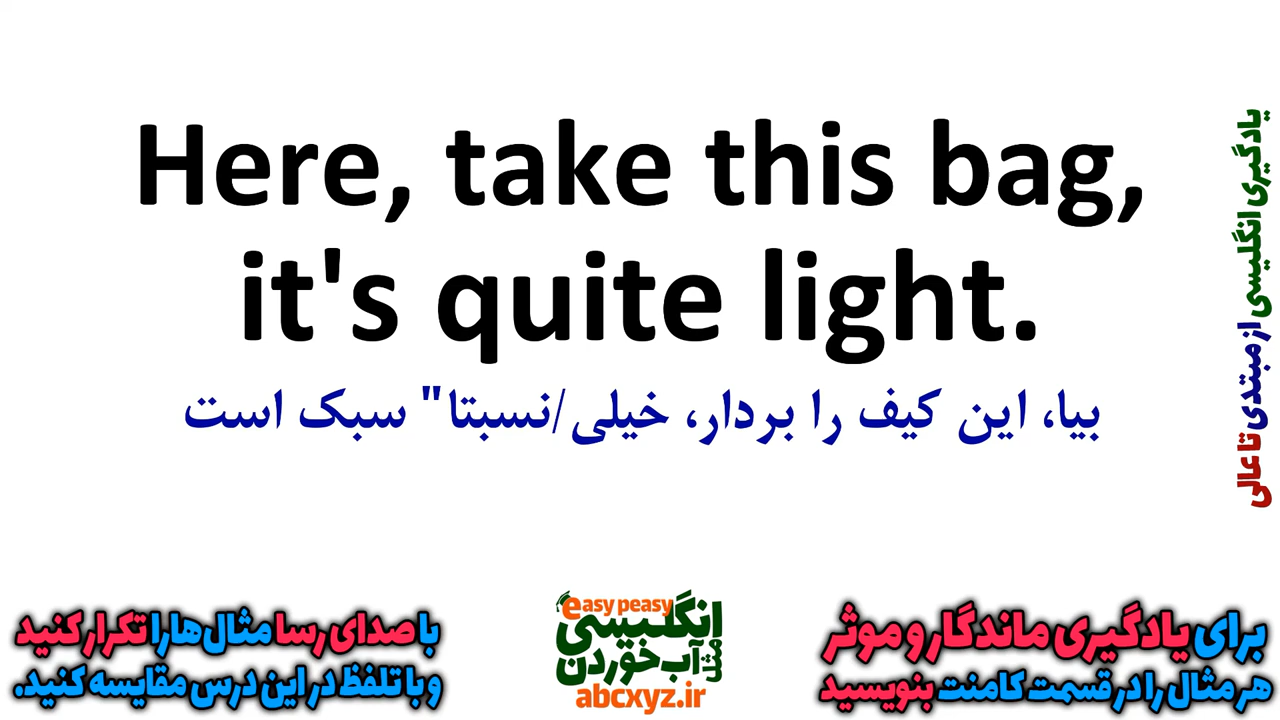 Here, take this bag,
it's quite light.
بیا، این کیف را بردار، خیلی/نسبتا" سبک است
یادگیری انگلیسی از مبتدی تا عالی
برای یادگیری ماندگار و موثر
هر مثال را در قسمت کامنت بنویسید
easy peasy
انگلیسی
مثل آب خوردن
abcxyz.ir
با صدای رسا مثال‌ها را تکرار کنید
و با تلفظ در این درس مقایسه کنید.